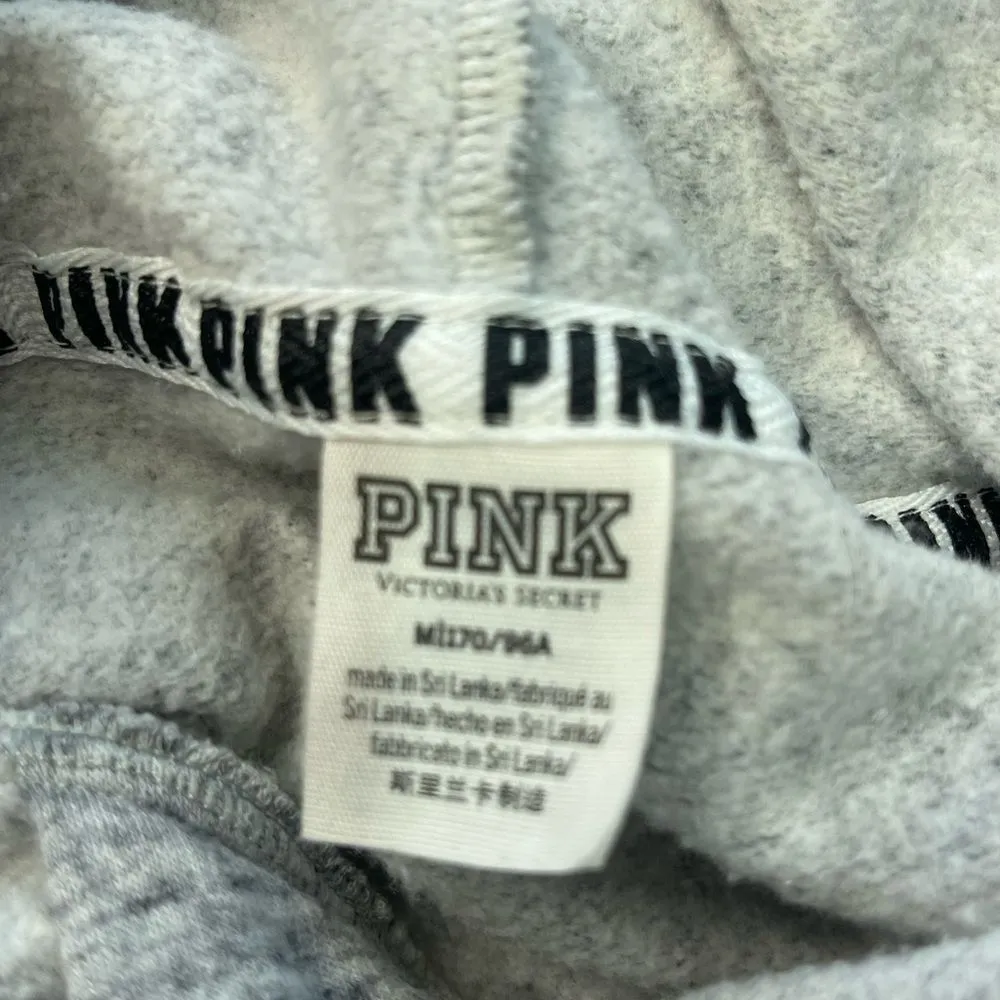 PINK PINK PINK
PINK
VICTORIA'S SECRET
M|170/96A
made in Sri Lanka/fabriqué au
Sri Lanka/hecho en Sri Lanka/
fabbricato in Sri Lanka/
斯里兰卡制造